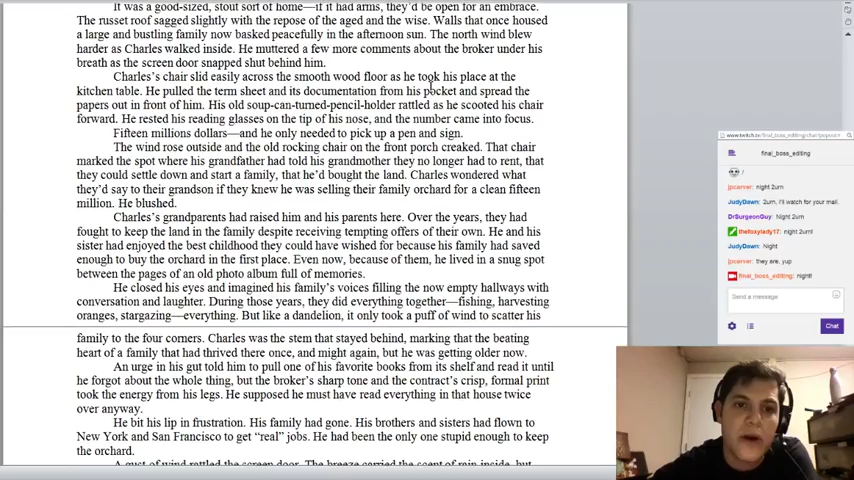 It was a good-sized, stout sort of home—if it had arms, they'd be open for an embrace.
The russet roof sagged slightly with the repose of the aged and the wise. Walls that once housed
a large and bustling family now basked peacefully in the afternoon sun. The north wind blew
harder as Charles walked inside. He muttered a few more comments about the broker under his
breath as the screen door snapped shut behind him.
Charles's chair slid easily across the smooth wood floor as he took his place at the
kitchen table. He pulled the term sheet and its documentation from his pocket and spread the
papers out in front of him. His old soup-can-turned-pencil-holder rattled as he scooted his chair
forward. He rested his reading glasses on the tip of his nose, and the number came into focus.
Fifteen millions dollars—and he only needed to pick up a pen and sign.
The wind rose outside and the old rocking chair on the front porch creaked. That chair
marked the spot where his grandfather had told his grandmother they no longer had to rent, that
they could settle down and start a family, that he'd bought the land. Charles wondered what
they'd say to their grandson if they knew he was selling their family orchard for a clean fifteen
million. He blushed.
Charles's grandparents had raised him and his parents here. Over the years, they had
fought to keep the land in the family despite receiving tempting offers of their own. He and his
sister had enjoyed the best childhood they could have wished for because his family had saved
enough to buy the orchard in the first place. Even now, because of them, he lived in a snug spot
between the pages of an old photo album full of memories.
He closed his eyes and imagined his family's voices filling the now empty hallways with
conversation and laughter. During those years, they did everything together—fishing, harvesting
oranges, stargazing—everything. But like a dandelion, it only took a puff of wind to scatter his
family to the four corners. Charles was the stem that stayed behind, marking that the beating
heart of a family that had thrived there once, and might again, but he was getting older now.
An urge in his gut told him to pull one of his favorite books from its shelf and read it until
he forgot about the whole thing, but the broker's sharp tone and the contract's crisp, formal print
took the energy from his legs. He supposed he must have read everything in that house twice
over anyway.
He bit his lip in frustration. His family had gone. His brothers and sisters had flown to
New York and San Francisco to get “real” jobs. He had been the only one stupid enough to keep
the orchard.
A gust of wind rattled the screen door. The breeze carried the scent of rain inside, but
final_boss_editing
jpcarver: night 2urn
JudyDawn: 2urn, I'll watch for your mail.
DrSurgeonGuy: Night 2urn
thefoxylady17: night 2urn!
JudyDawn: Night
jpcarver: they are, yup
final_boss_editing: night!
Send a message
Chat